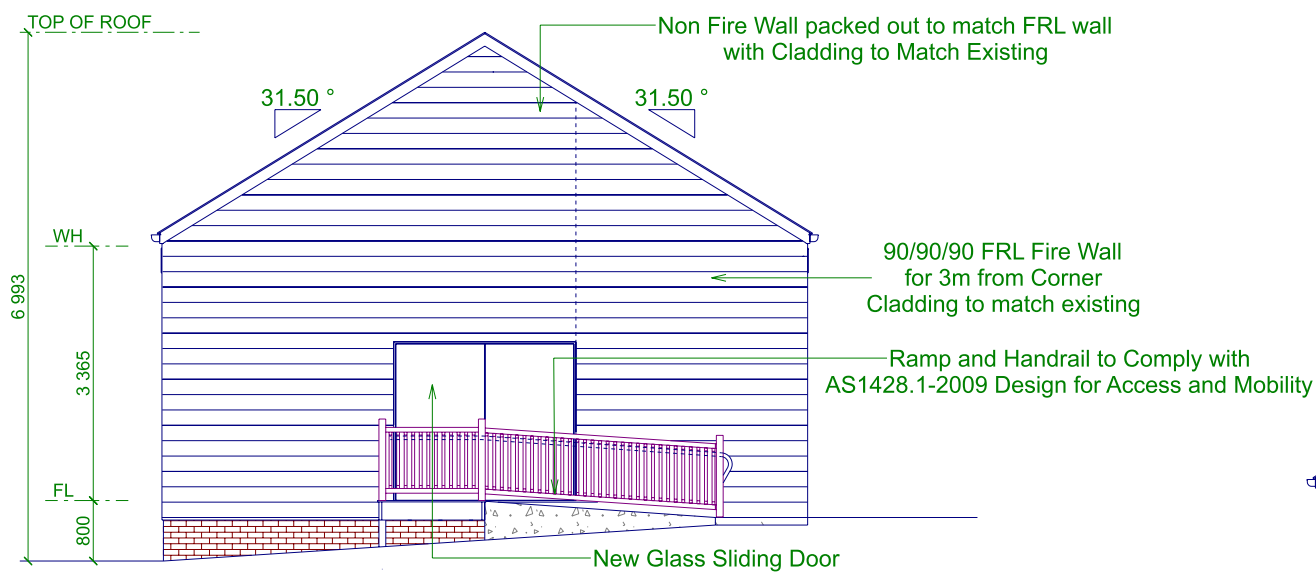 TOP OF ROOF
Non Fire Wall packed out to match FRL wall
with Cladding to Match Existing
31.50 °
31.50 °
WH
90/90/90 FRL Fire Wall
for 3m from Corner
Cladding to match existing
6 993
3 365
Ramp and Handrail to Comply with
AS1428.1-2009 Design for Access and Mobility
FL
800
New Glass Sliding Door